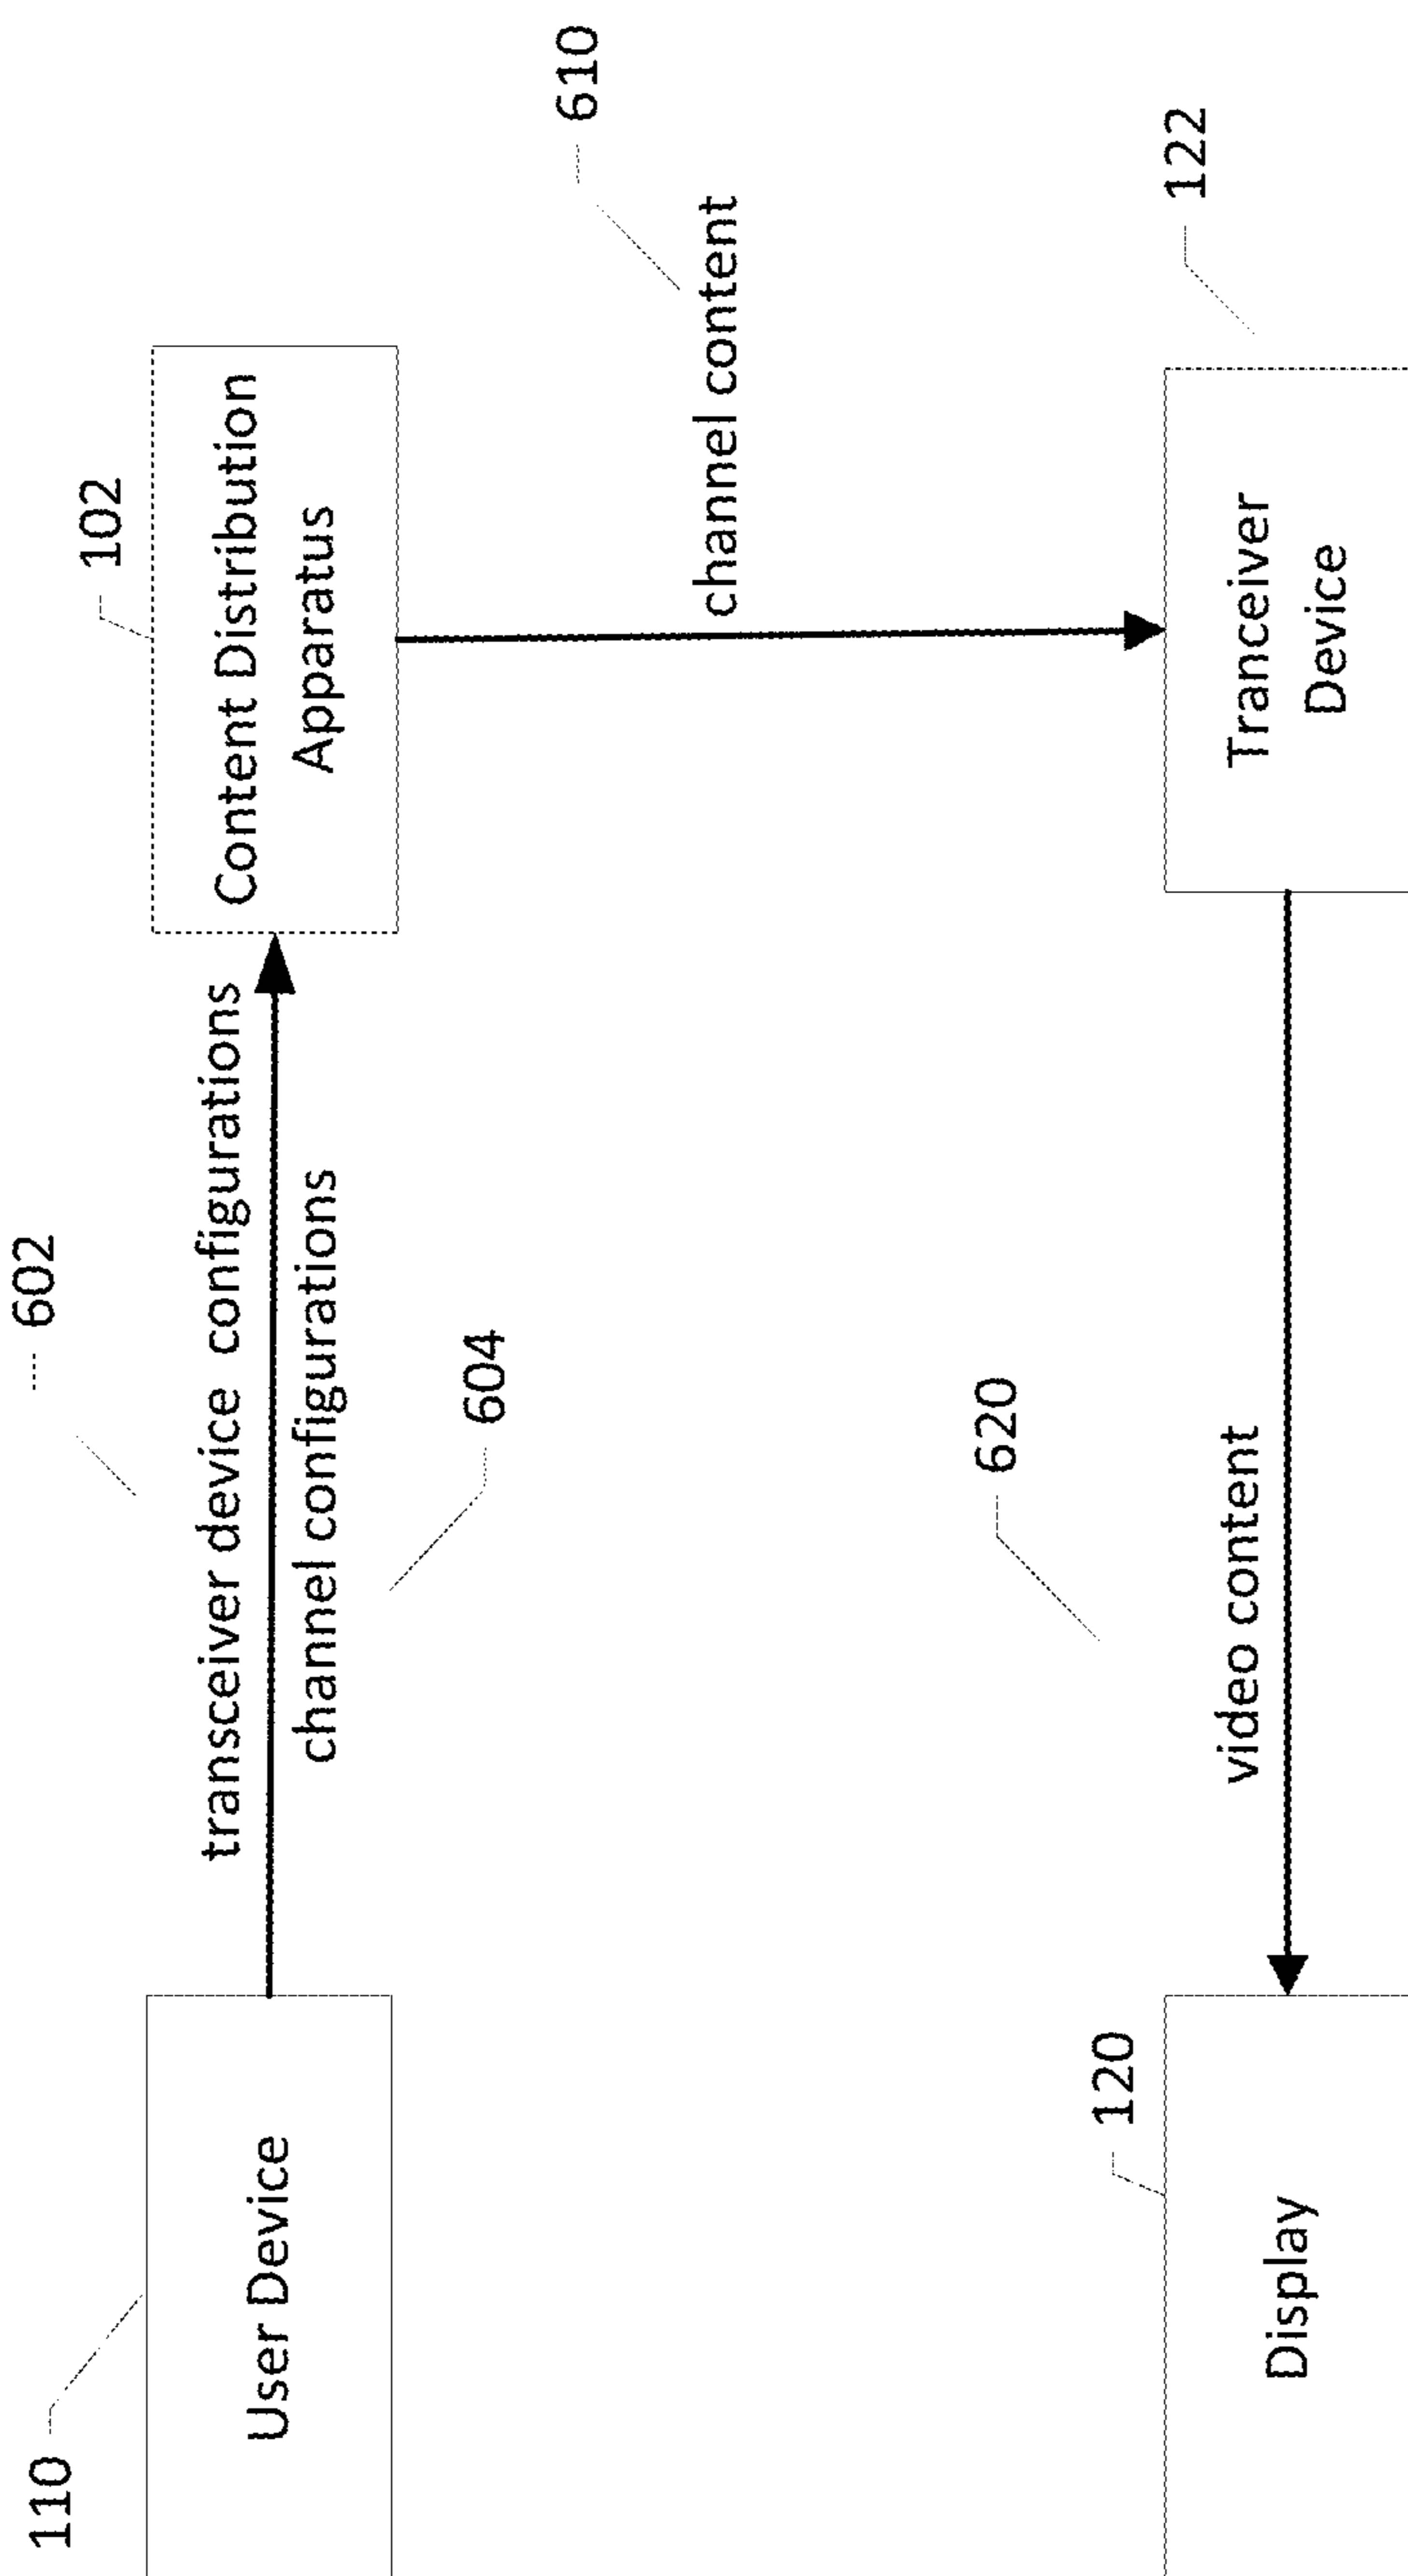 602
110
102
transceiver device configurations
User Device
Content Distribution
Apparatus
channel configurations
604
610
channel content
620
122
120
video content
Display
Tranceiver
Device